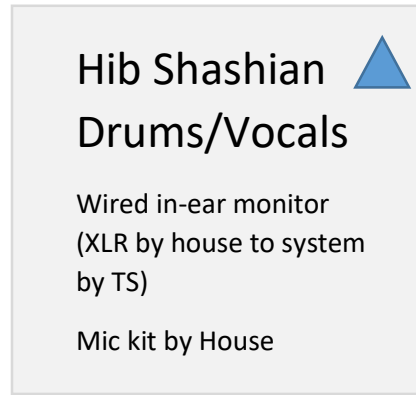 Hib Shashian
Drums/Vocals
Wired in-ear monitor
(XLR by house to system
by TS)
Mic kit by House